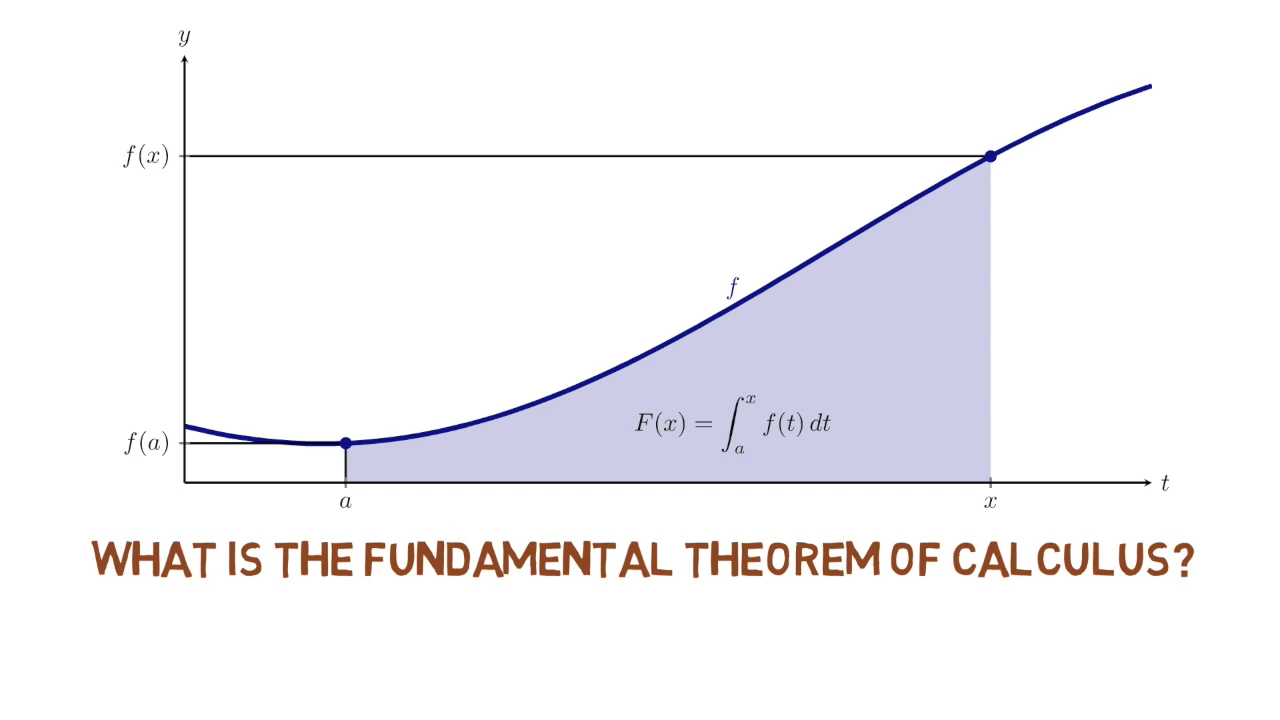 y
f(x)
f
F(x) = ∫_a^x f(t) dt
f(a)
t
a
x
WHAT IS THE FUNDAMENTAL THEOREM OF CALCULUS?